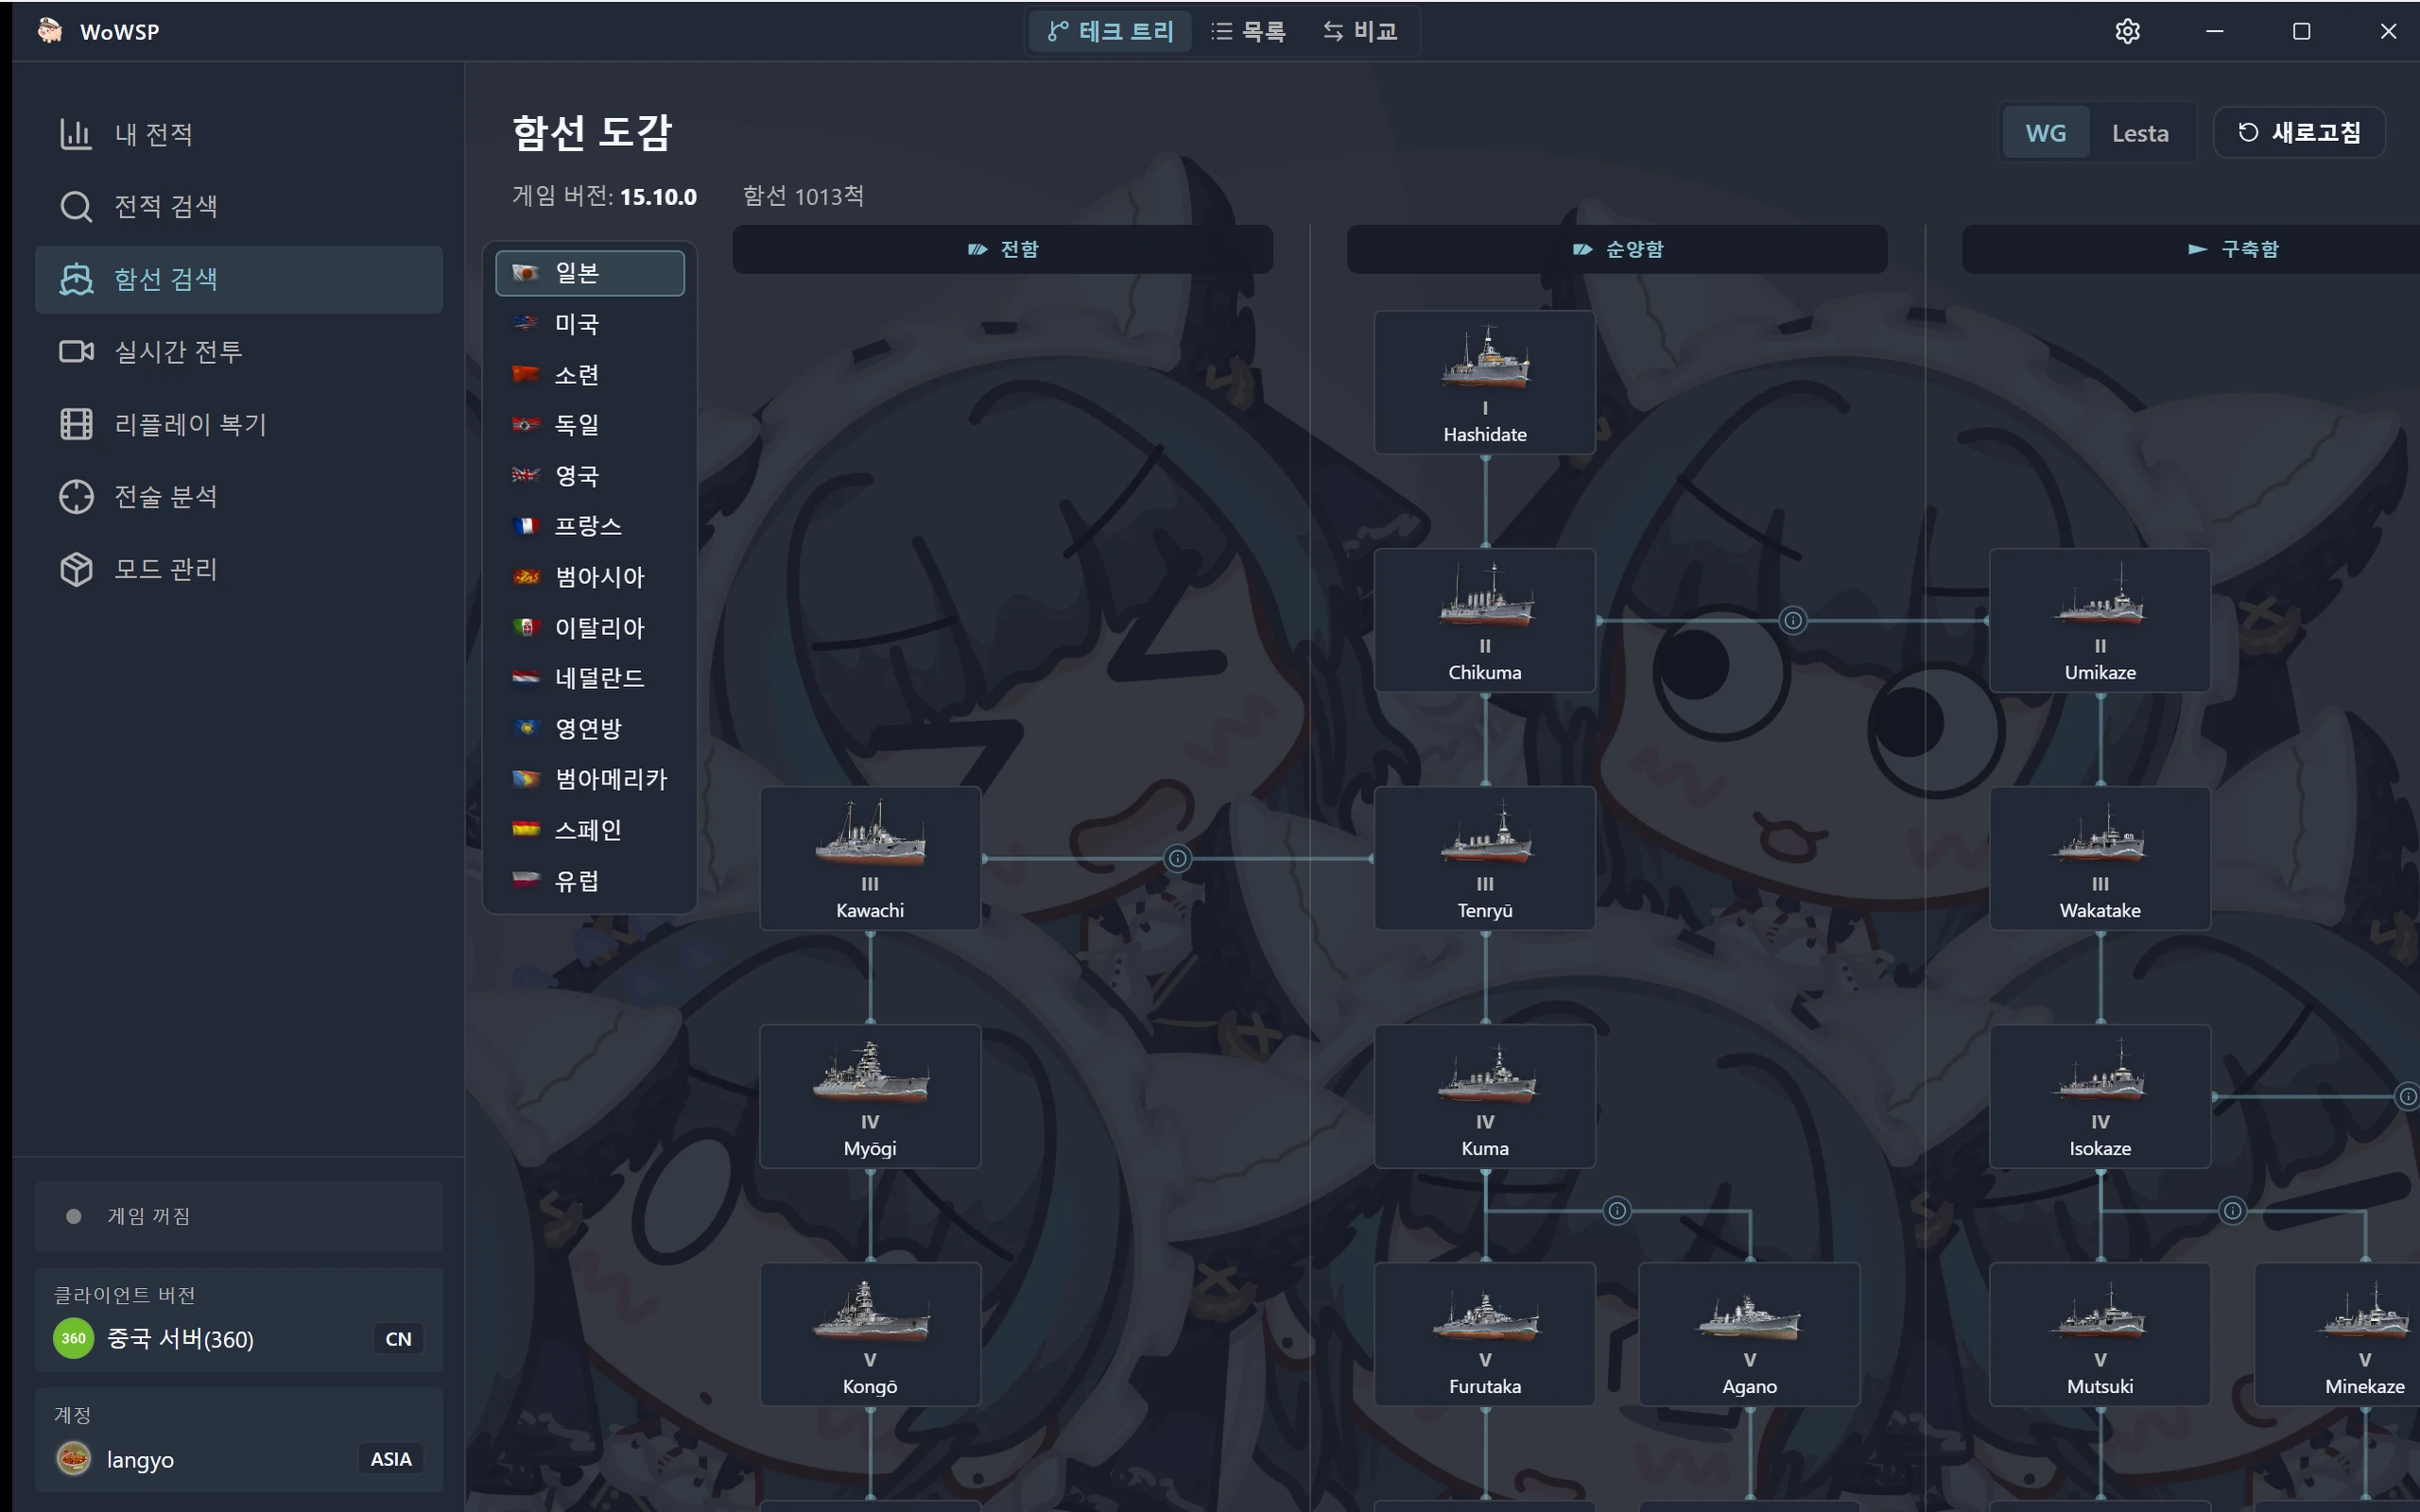 WoWSP
테크 트리
목록
비교
내 전적
전적 검색
함선 검색
실시간 전투
리플레이 복기
전술 분석
모드 관리
게임 꺼짐
클라이언트 버전
360
중국 서버(360)
CN
계정
langyo
ASIA
함선 도감
WG
Lesta
새로고침
게임 버전: 15.10.0
함선 1013척
일본
미국
소련
독일
영국
프랑스
범아시아
이탈리아
네덜란드
영연방
범아메리카
스페인
유럽
전함
순양함
구축함
I
Hashidate
II
Chikuma
II
Umikaze
III
Kawachi
III
Tenryū
III
Wakatake
IV
Myōgi
IV
Kuma
IV
Isokaze
V
Kongō
V
Furutaka
V
Agano
V
Mutsuki
V
Minekaze